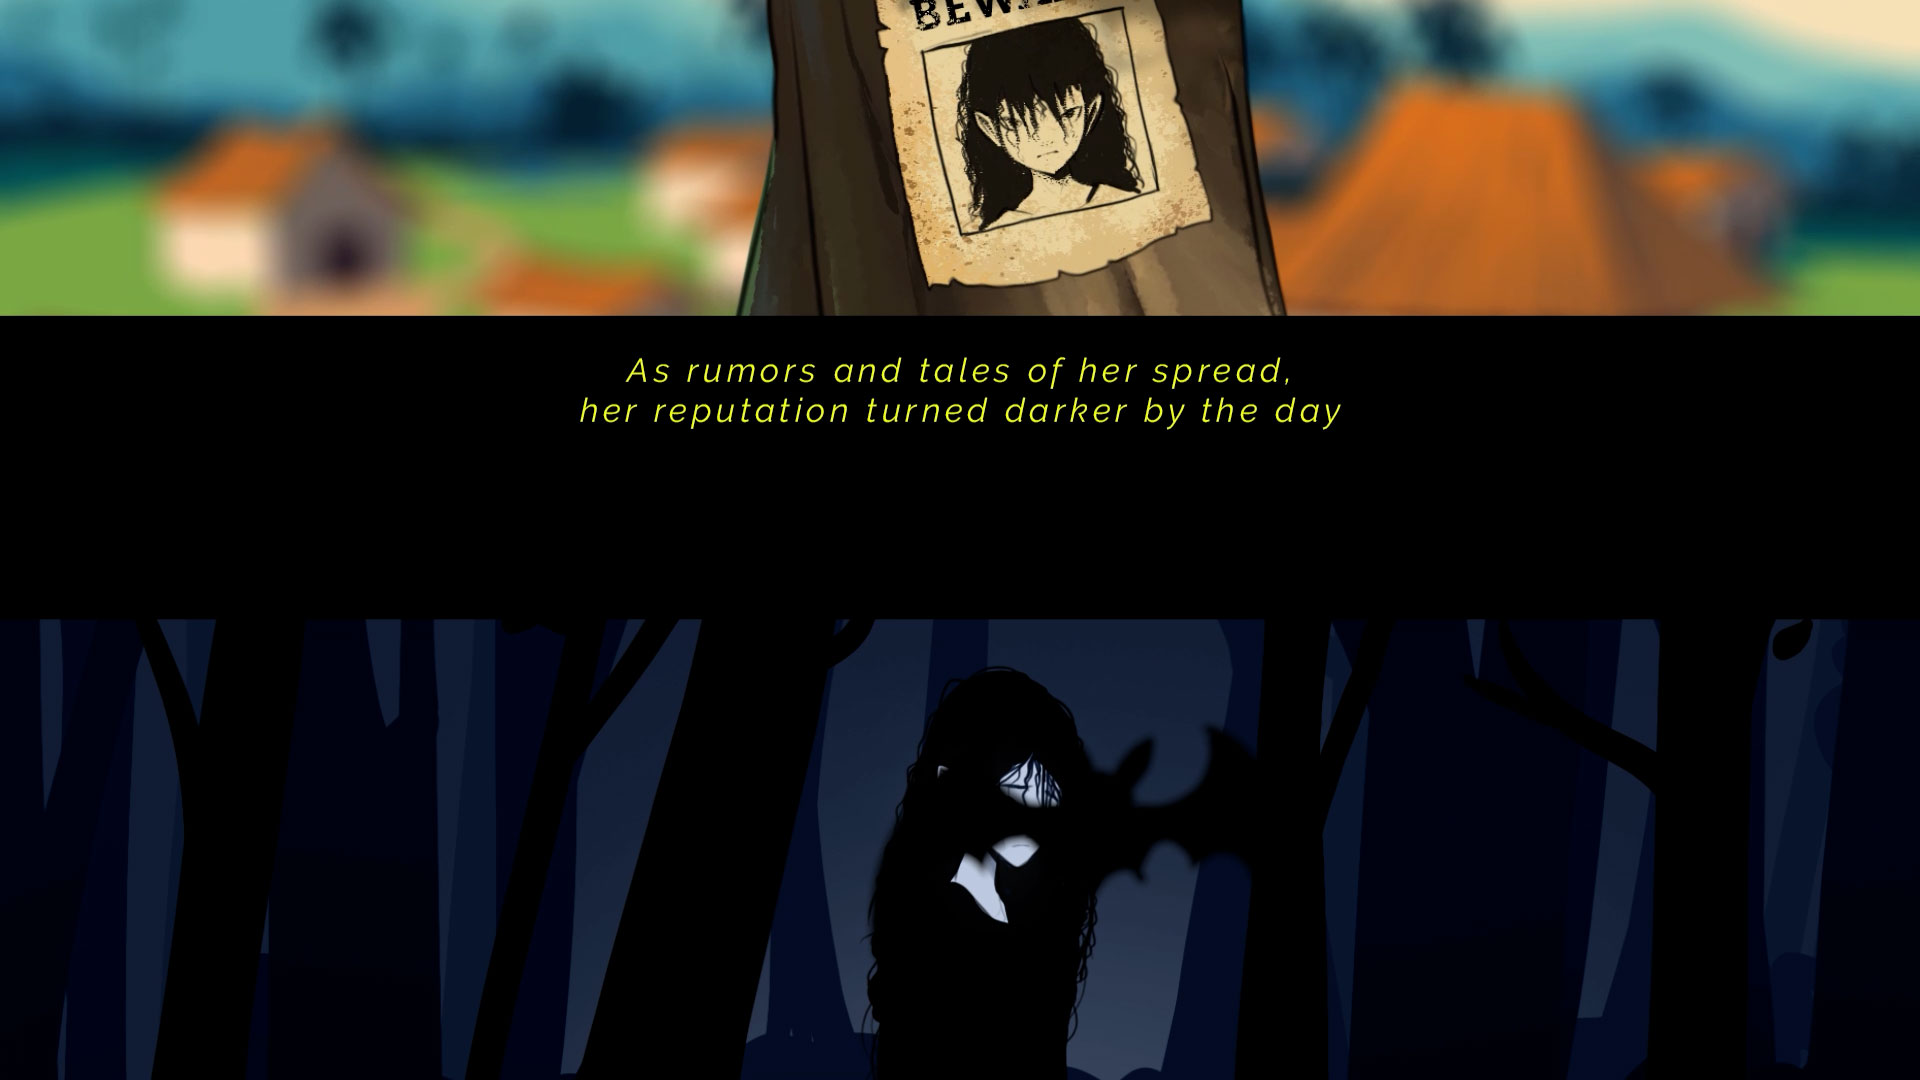 As rumors and tales of her spread,
her reputation turned darker by the day